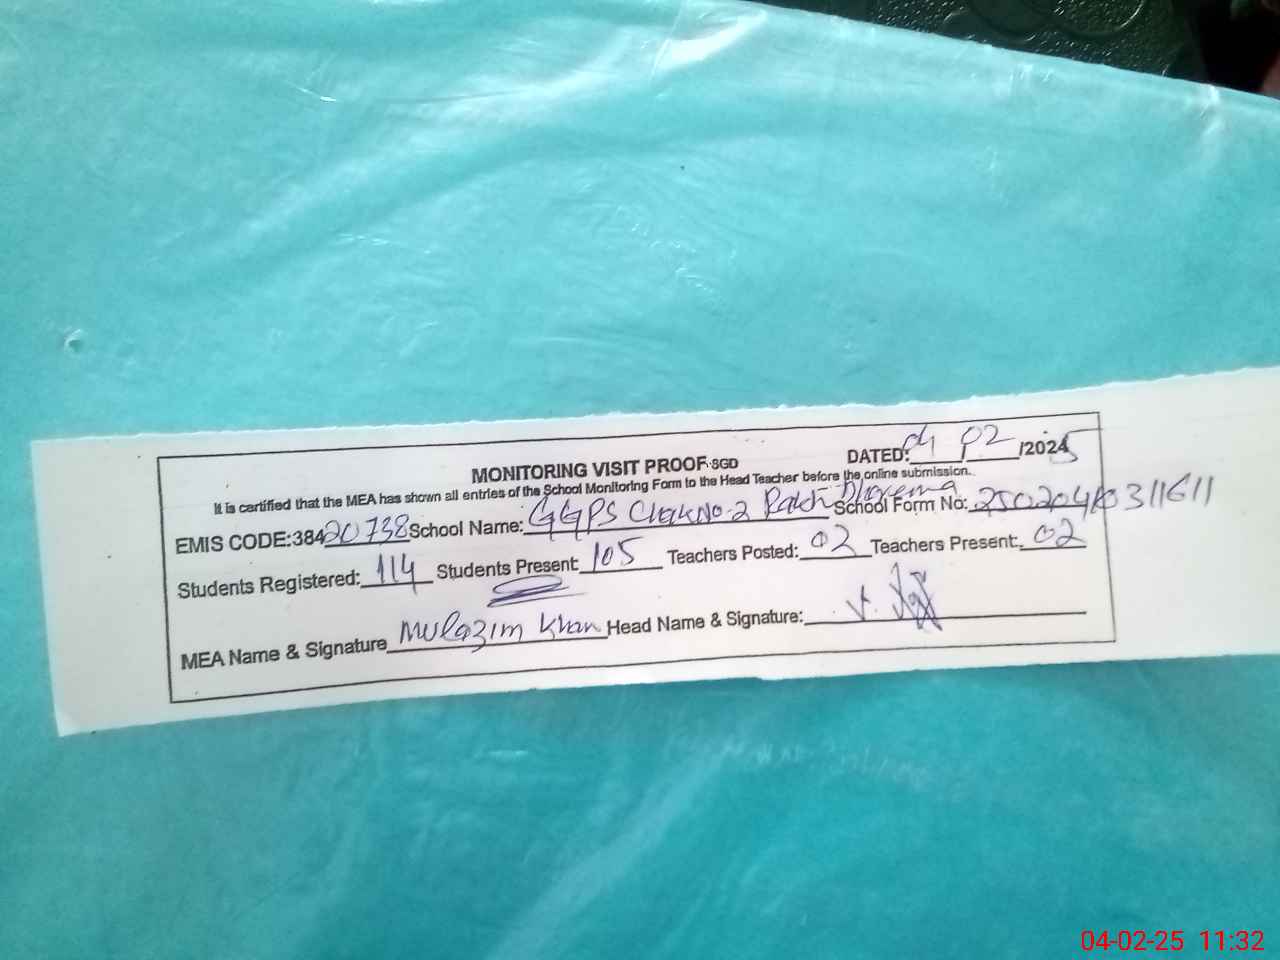 MONITORING VISIT PROOF-SGD DATED: 04 02 /2025
It is certified that the MEA has shown all entries of the School Monitoring Form to the Head Teacher before the online submission.
EMIS CODE:38420738 School Name: GGPS Chak No. 2 Rakh Dharema School Form No:
Students Registered: 114 Students Present: 105 Teachers Posted: 02 Teachers Present: 02
MEA Name & Signature Mulazim Khan Head Name & Signature:
04-02-25 11:32